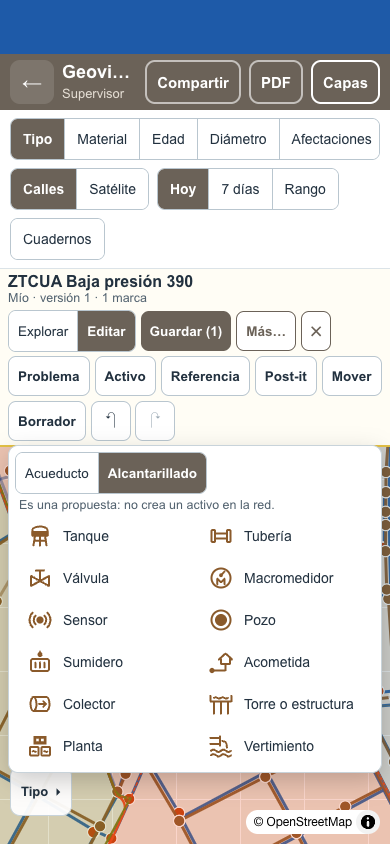 ←
Geovi...
Supervisor
Compartir
PDF
Capas
Tipo
Material
Edad
Diámetro
Afectaciones
Calles
Satélite
Hoy
7 días
Rango
Cuadernos
ZTCUA Baja presión 390
Mío · versión 1 · 1 marca
Explorar
Editar
Guardar (1)
Más...
×
Problema
Activo
Referencia
Post-it
Mover
Borrador
Acueducto
Alcantarillado
Es una propuesta: no crea un activo en la red.
Tanque
Tubería
Válvula
Macromedidor
Sensor
Pozo
Sumidero
Acometida
Colector
Torre o estructura
Planta
Vertimiento
Tipo
© OpenStreetMap